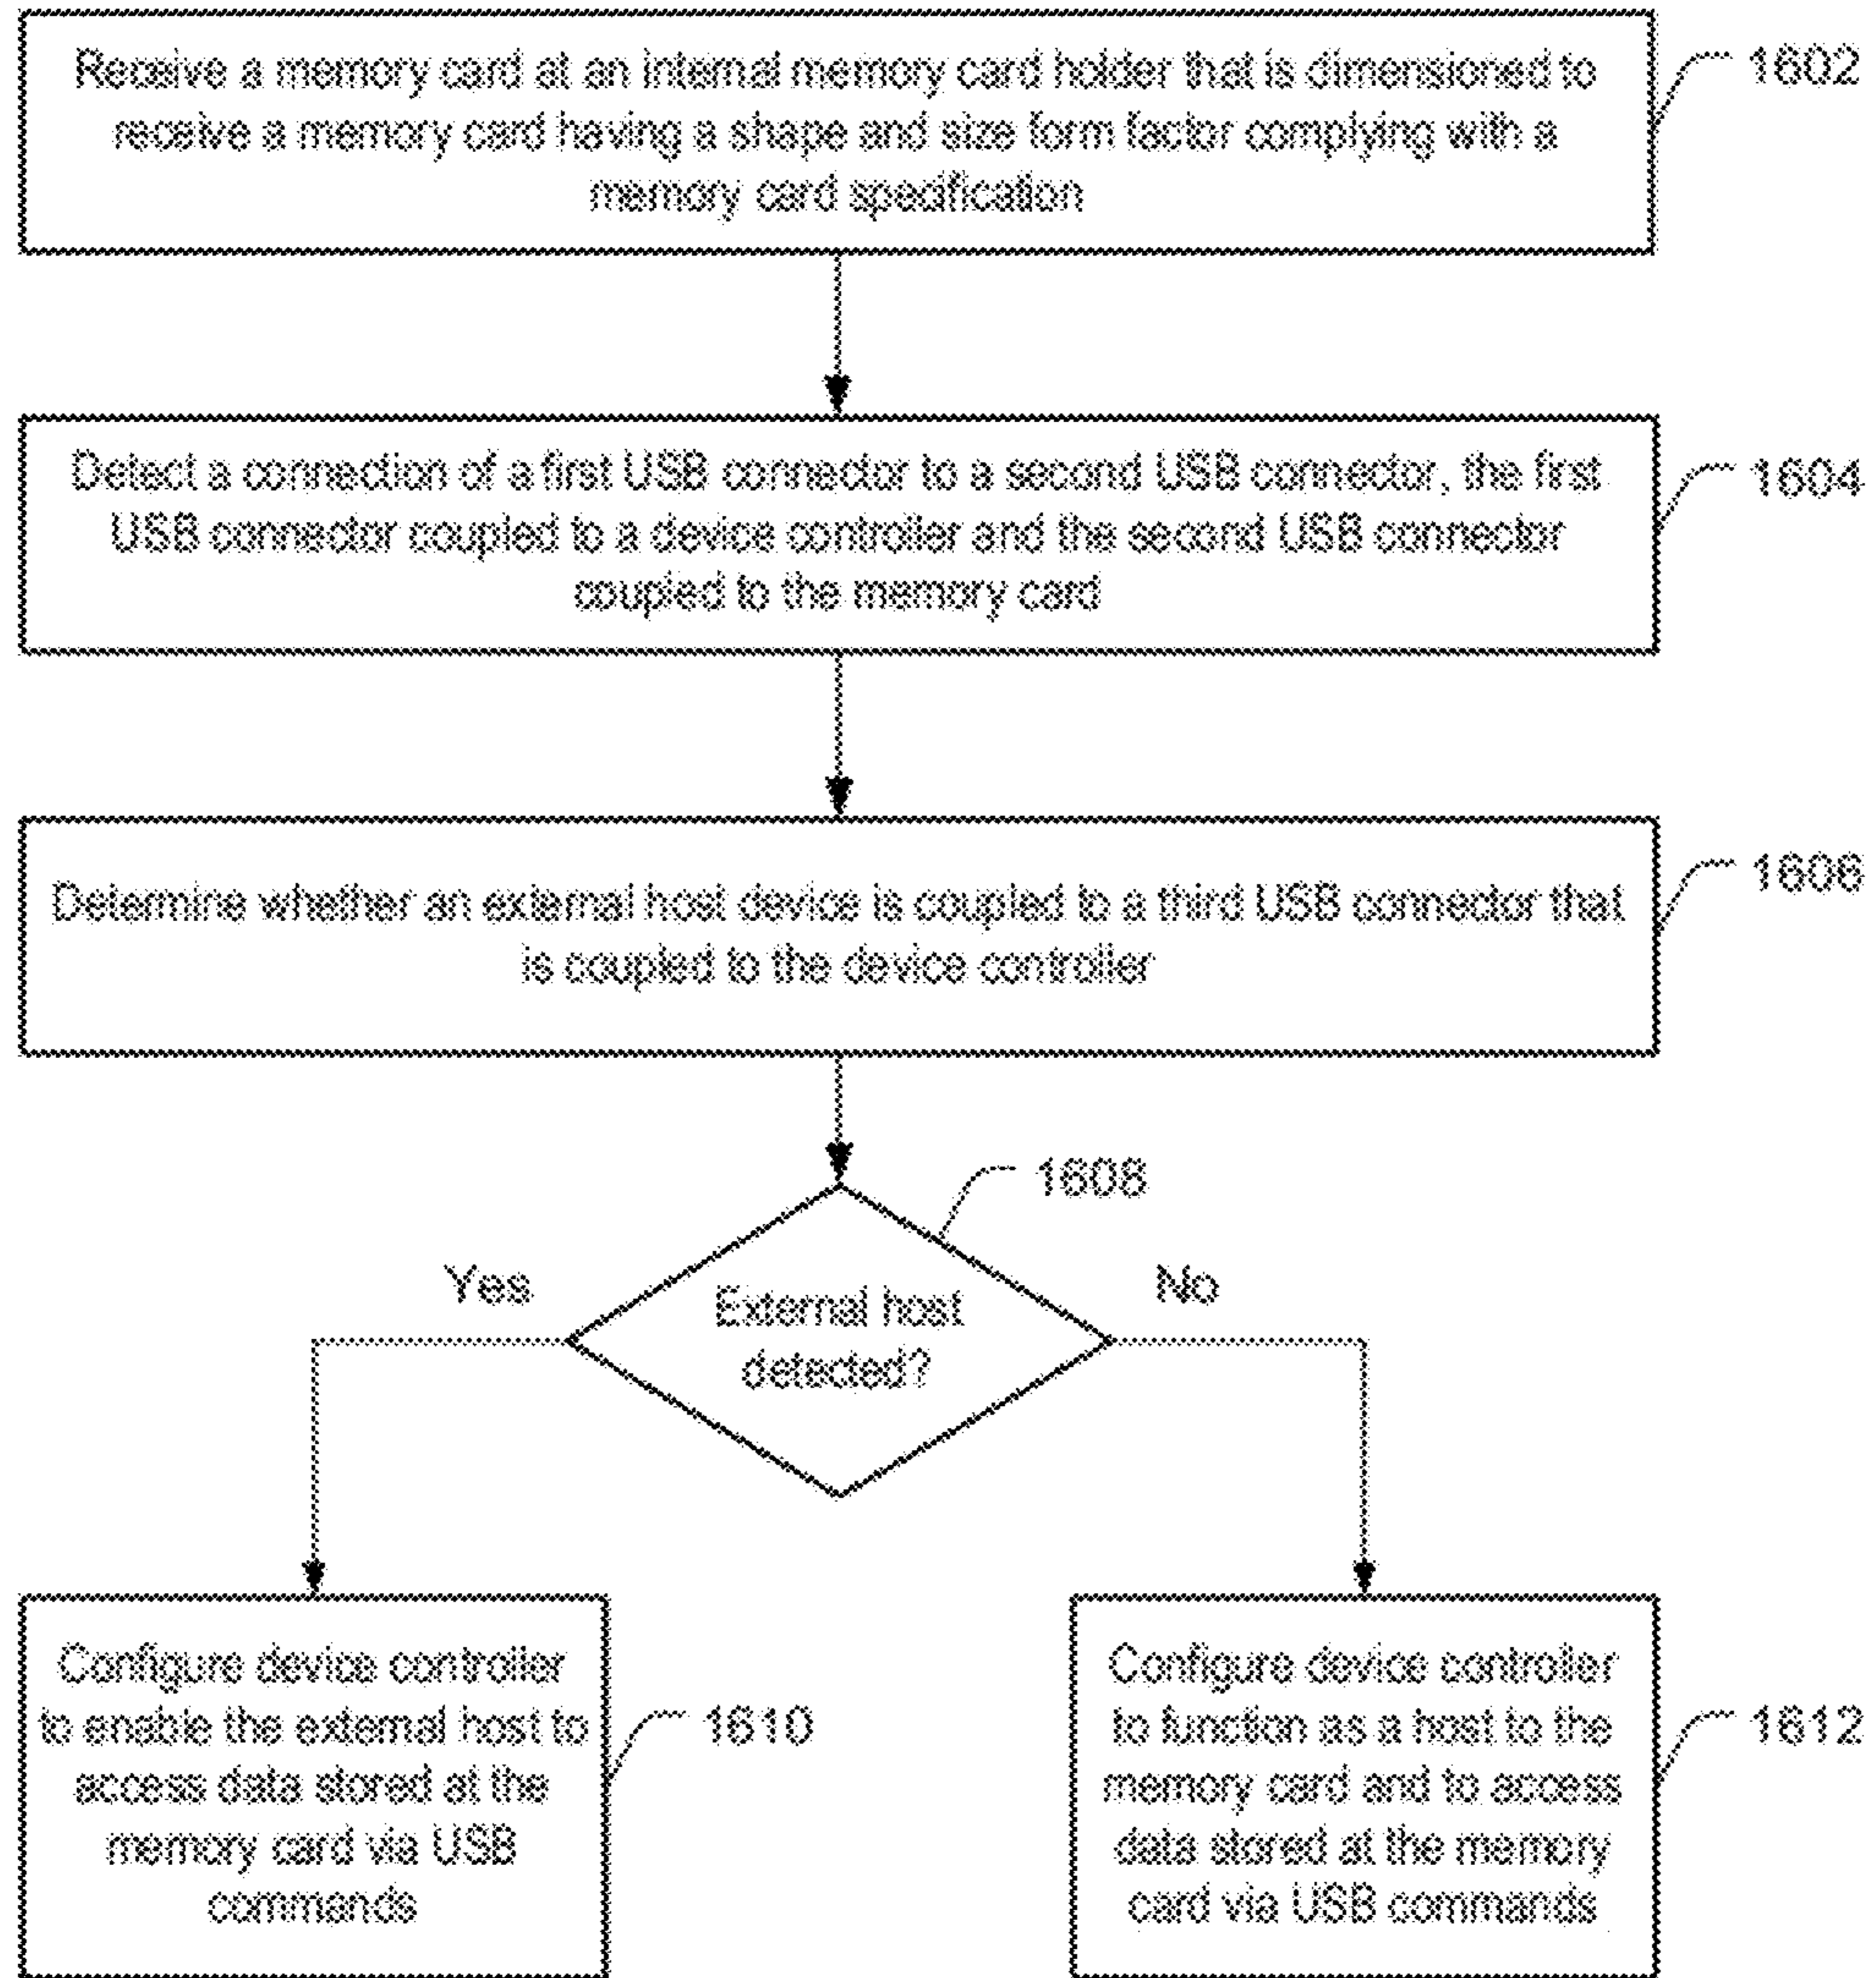 Receive a memory card at an internal memory card holder that is dimensioned to
receive a memory card having a shape and size form factor complying with a
memory card specification
1602
Detect a connection of a first USB connector to a second USB connector, the first
USB connector coupled to a device controller and the second USB connector
coupled to the memory card
1604
Determine whether an external host device is coupled to a third USB connector that
is coupled to the device controller
1606
1608
Yes
External host
detected?
No
Configure device controller
to enable the external host to
access data stored at the
memory card via USB
commands
1610
Configure device controller
to function as a host to the
memory card and to access
data stored at the memory
card via USB commands
1612